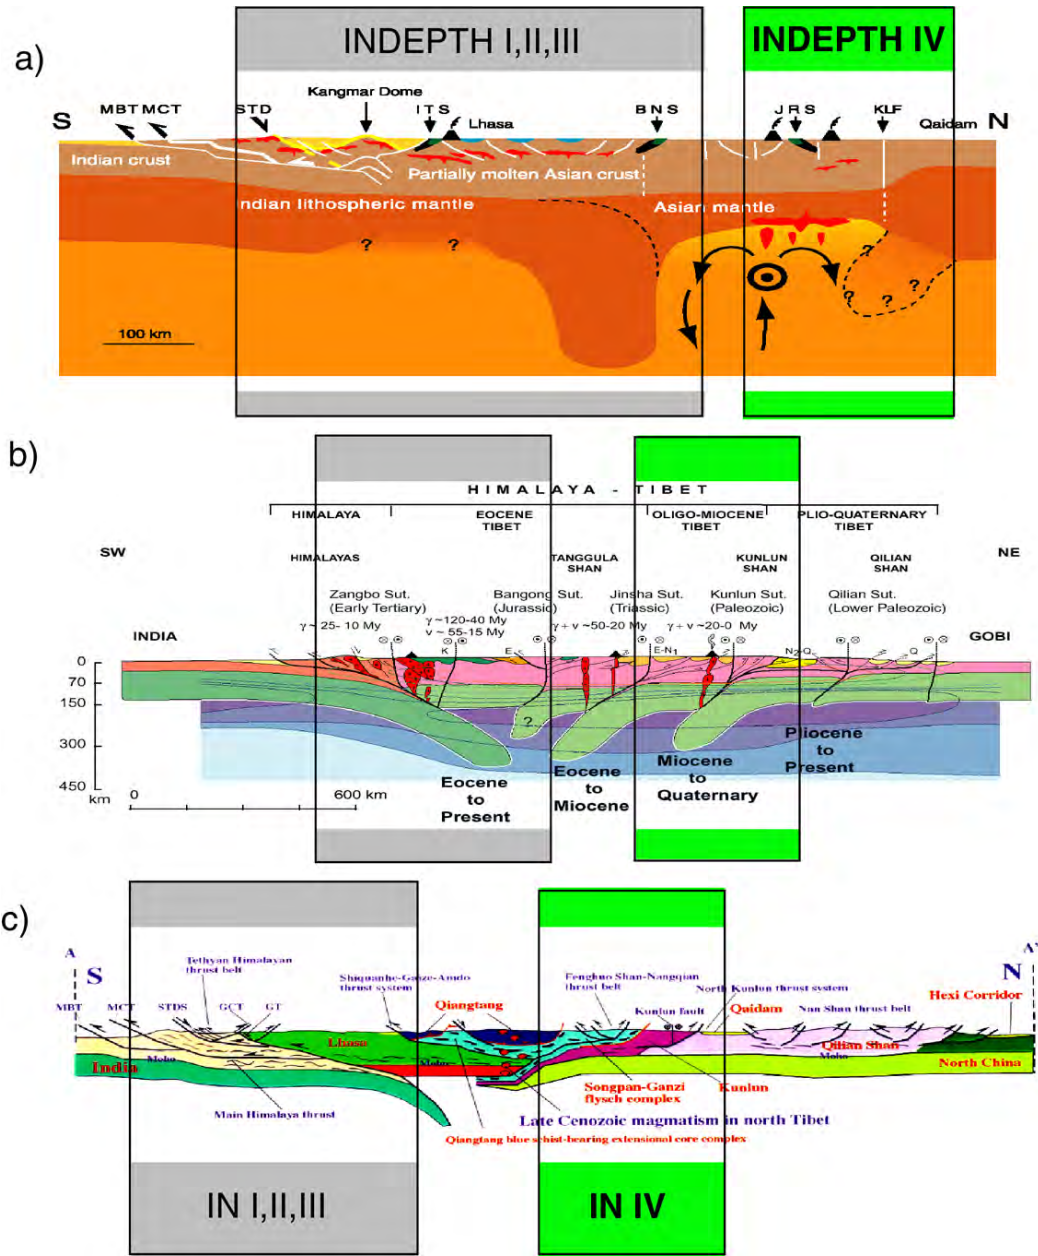 a)
INDEPTH I,II,III
INDEPTH IV
Kangmar Dome
MBT MCT
STD
ITS
Lhasa
BNS
JRS
KLF
Qaidam
S
N
Indian crust
Partially molten Asian crust
Indian lithospheric mantle
Asian mantle
? ?
?
? ? ?
100 km
b)
HIMALAYA - TIBET
HIMALAYA
EOCENE
TIBET
OLIGO-MIOCENE
TIBET
PLIO-QUATERNARY
TIBET
SW
NE
HIMALAYAS
TANGGULA
SHAN
KUNLUN
SHAN
QILIAN
SHAN
Zangbo Sut.
(Early Tertiary)
Bangong Sut.
(Jurassic)
Jinsha Sut.
(Triassic)
Kunlun Sut.
(Paleozoic)
Qilian Sut.
(Lower Paleozoic)
γ ~ 25- 10 My
γ ~120-40 My
v ~ 55-15 My
γ + v ~50-20 My
γ + v ~20-0 My
INDIA
GOBI
K
E
E-N1
N2-Q
Q
0
70
150
300
450
km
?
0
600 km
Eocene
to
Present
Eocene
to
Miocene
Miocene
to
Quaternary
Pliocene
to
Present
c)
A
S
N
A'
Tethyan Himalayan
thrust belt
Shiquanhe-Gaize-Amdo
thrust system
Fenghuo Shan-Nangqian
thrust belt
North Kunlun thrust system
Hexi Corridor
MBT
MCT
STDS
GCT
GT
Qiangtang
Kunlun fault
Qaidam
Nan Shan thrust belt
Lhasa
Moho
Moho
Qilian Shan
Moho
India
North China
Main Himalaya thrust
Songpan-Ganzi
flysch complex
Kunlun
Late Cenozoic magmatism in north Tibet
Qiangtang blue schist-bearing extensional core complex
IN I,II,III
IN IV